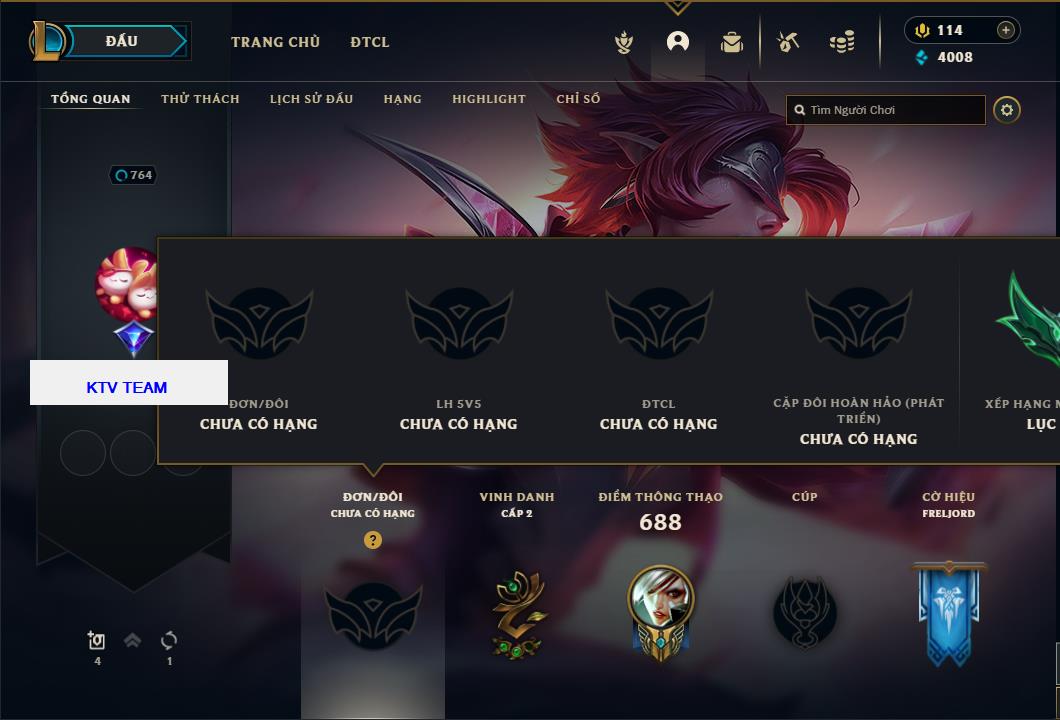 ĐẤU
TRANG CHỦ
ĐTCL
114
4008
TỔNG QUAN
THỬ THÁCH
LỊCH SỬ ĐẤU
HẠNG
HIGHLIGHT
CHỈ SỐ
Tìm Người Chơi
764
KTV TEAM
ĐƠN/ĐÔI
CHƯA CÓ HẠNG
LH 5V5
CHƯA CÓ HẠNG
ĐTCL
CHƯA CÓ HẠNG
CẶP ĐÔI HOÀN HẢO (PHÁT
TRIỂN)
CHƯA CÓ HẠNG
XẾP HẠNG
LỤC
ĐƠN/ĐÔI
CHƯA CÓ HẠNG
?
VINH DANH
CẤP 2
ĐIỂM THÔNG THẠO
688
CÚP
CỜ HIỆU
FRELJORD
4
1